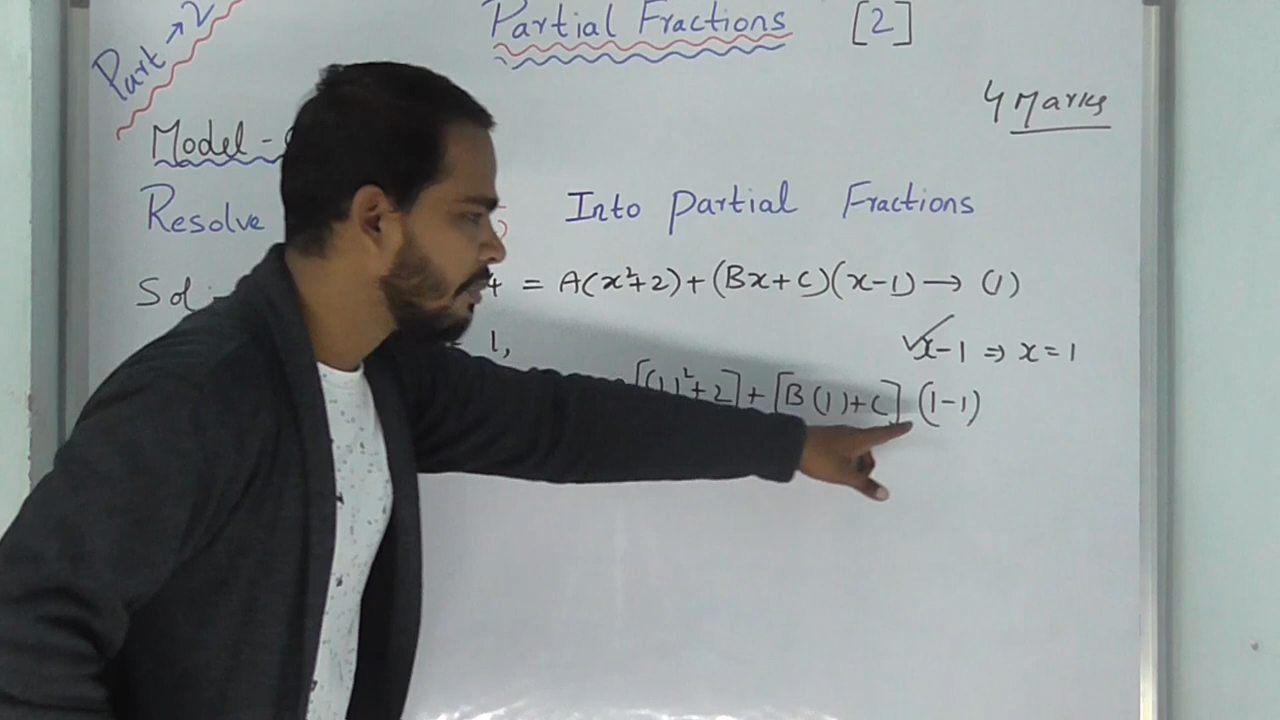 Part → 2
Partial Fractions [2]
4 Marks
Model -
Resolve Into Partial Fractions
Sol: 4 = A(x²+2)+(Bx+C)(x-1) → (1)
1, √x-1 ⇒ x = 1
[(1)²+2]+[B(1)+C] (1-1)